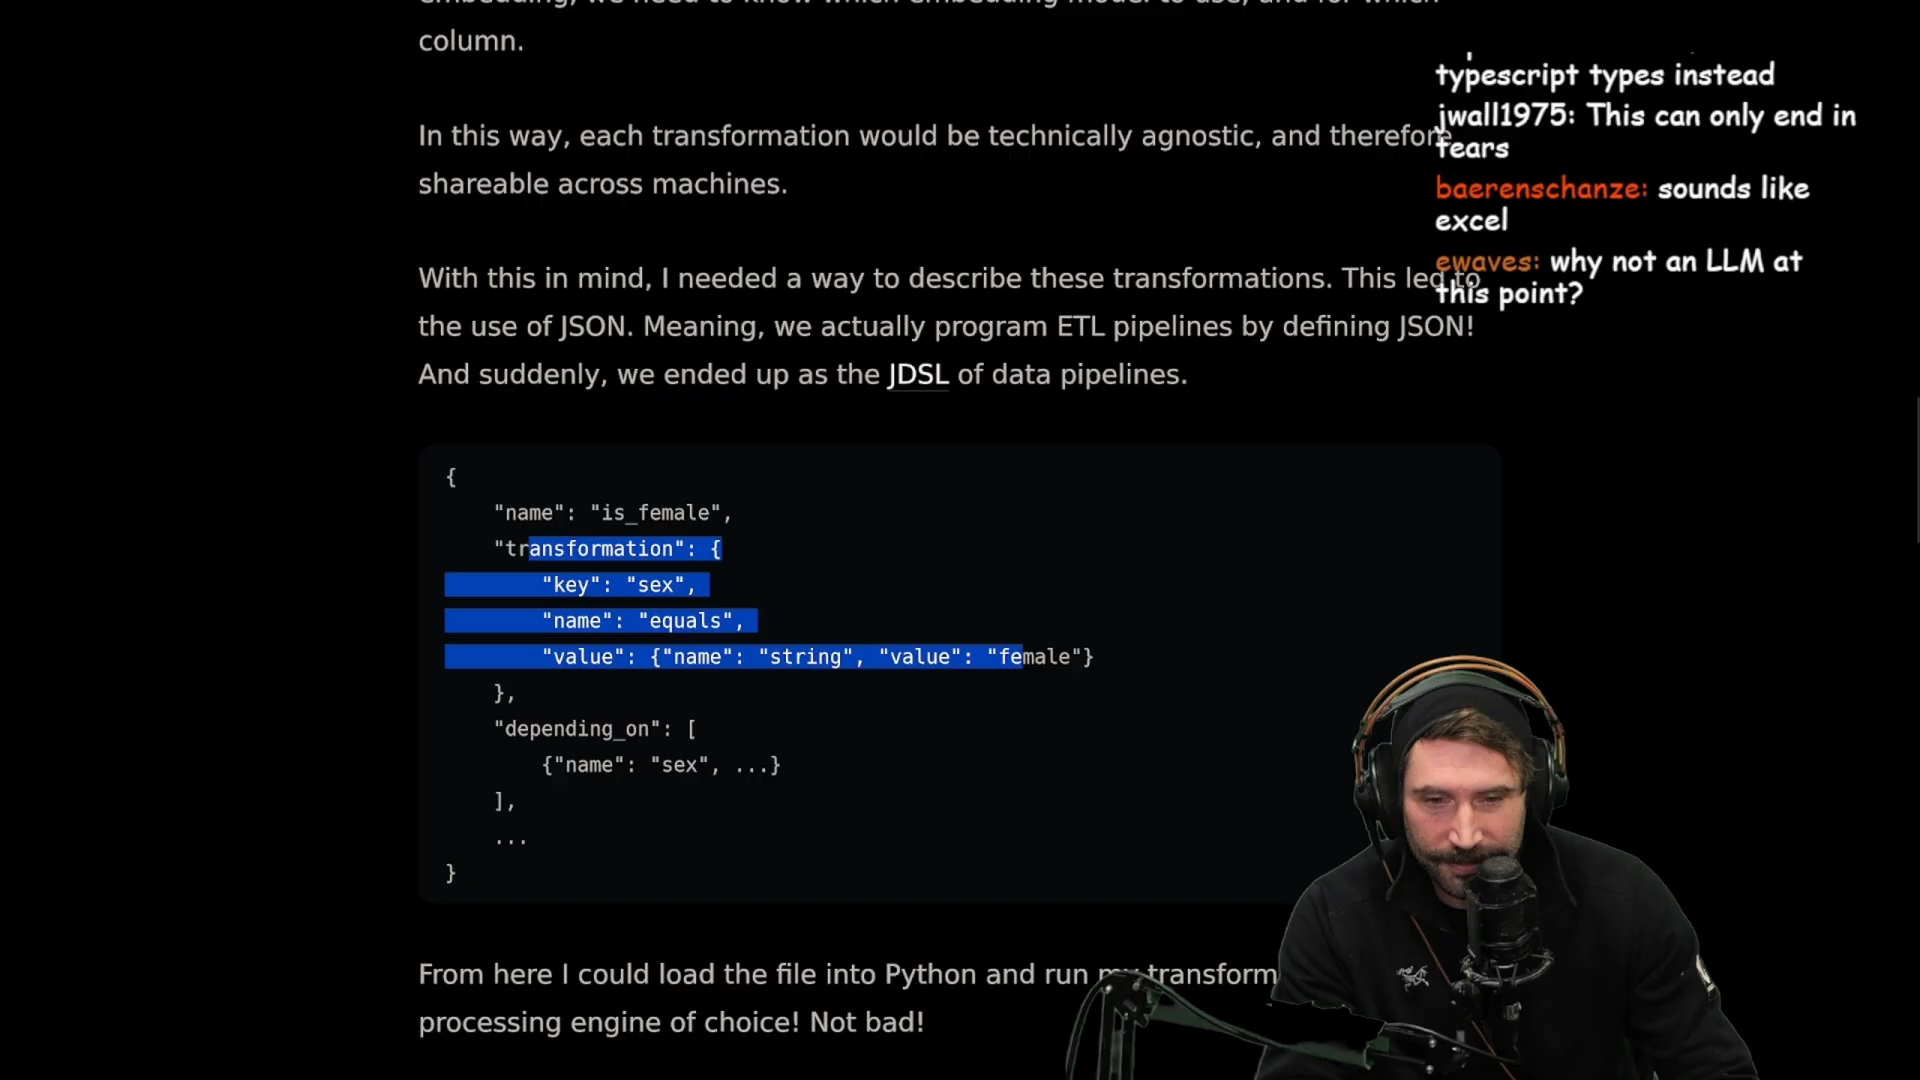 column.
In this way, each transformation would be technically agnostic, and therefore
shareable across machines.
With this in mind, I needed a way to describe these transformations. This led to
the use of JSON. Meaning, we actually program ETL pipelines by defining JSON!
And suddenly, we ended up as the JDSL of data pipelines.
{
"name": "is_female",
"transformation": {
"key": "sex",
"name": "equals",
"value": {"name": "string", "value": "female"}
},
"depending_on": [
{"name": "sex", ...}
],
...
}
From here I could load the file into Python and run my transform
processing engine of choice! Not bad!
typescript types instead
jwall1975: This can only end in
tears
baerenschanze: sounds like
excel
ewaves: why not an LLM at
this point?